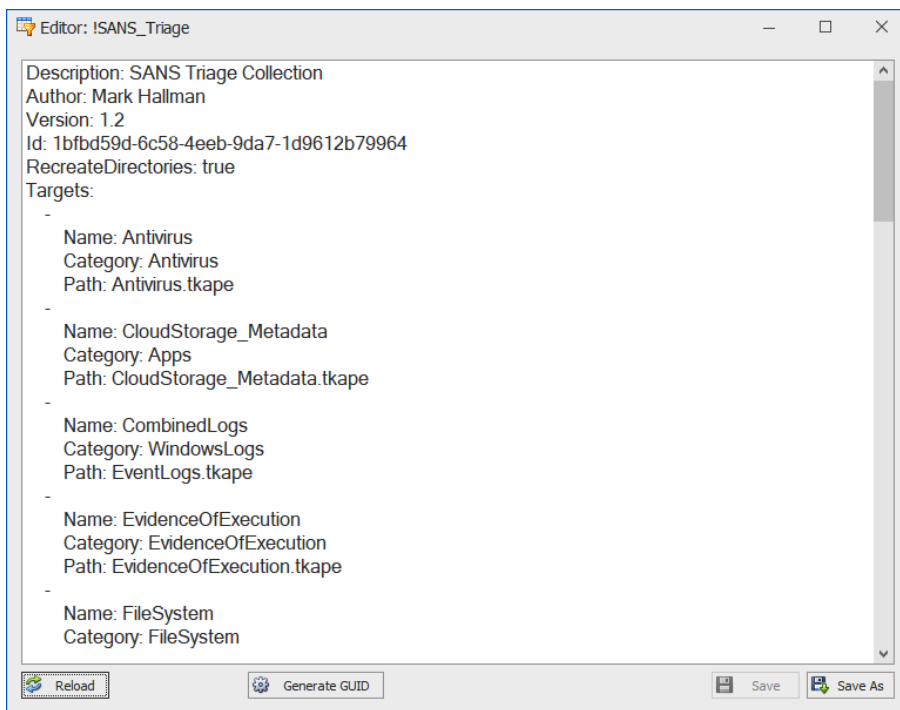 Editor: !SANS_Triage
Description: SANS Triage Collection
Author: Mark Hallman
Version: 1.2
Id: 1bfbd59d-6c58-4eeb-9da7-1d9612b79964
RecreateDirectories: true
Targets:
-
Name: Antivirus
Category: Antivirus
Path: Antivirus.tkape
-
Name: CloudStorage_Metadata
Category: Apps
Path: CloudStorage_Metadata.tkape
-
Name: CombinedLogs
Category: WindowsLogs
Path: EventLogs.tkape
-
Name: EvidenceOfExecution
Category: EvidenceOfExecution
Path: EvidenceOfExecution.tkape
-
Name: FileSystem
Category: FileSystem
Reload Generate GUID Save Save As